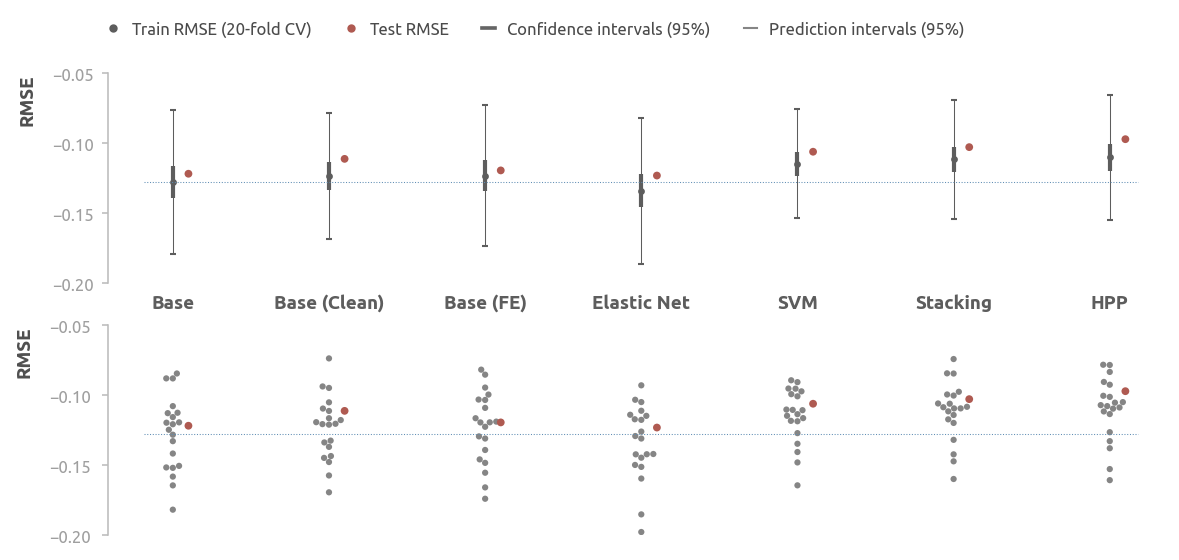 Train RMSE (20-fold CV) Test RMSE Confidence intervals (95%) Prediction intervals (95%)
RMSE
−0.05
−0.10
−0.15
−0.20
Base Base (Clean) Base (FE) Elastic Net SVM Stacking HPP
RMSE
−0.05
−0.10
−0.15
−0.20